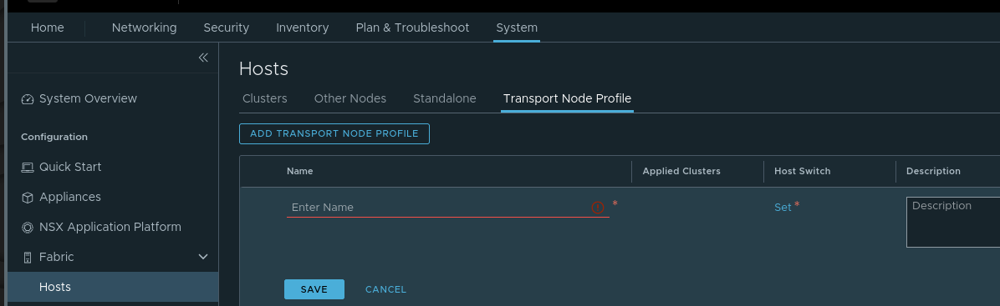 Home Networking Security Inventory Plan & Troubleshoot System
Hosts
System Overview
Clusters Other Nodes Standalone Transport Node Profile
Configuration
ADD TRANSPORT NODE PROFILE
Quick Start
Name Applied Clusters Host Switch Description
Appliances
Enter Name * Set * Description
NSX Application Platform
Fabric
Hosts
SAVE CANCEL